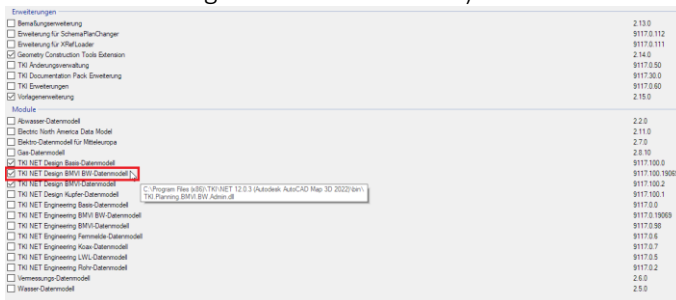 Erweiterungen
Bemaßungserweiterung 2.13.0
Erweiterung für SchemaPlanChanger 9117.0.112
Erweiterung für XRefLoader 9117.0.111
Geometry Construction Tools Extension 2.14.0
TKI Änderungsverwaltung 9117.0.50
TKI Documentation Pack Erweiterung 9117.30.0
TKI Erweiterungen 9117.0.60
Vorlagenerweiterung 2.15.0
Module
Abwasser-Datenmodell 2.2.0
Electric North America Data Model 2.11.0
Elektro-Datenmodell für Mitteleuropa 2.7.0
Gas-Datenmodell 2.8.10
TKI NET Design Basis-Datenmodell 9117.100.0
TKI NET Design BMVI BW-Datenmodell 9117.100.19069
TKI NET Design BMVI-Datenmodell 9117.100.2
TKI NET Design Kupfer-Datenmodell 9117.100.1
C:\Program Files (x86)\TKI\NET 12.0.3 (Autodesk AutoCAD Map 3D 2022)\bin\
TKI.Planning.BMVI.BW.Admin.dll
TKI NET Engineering Basis-Datenmodell 9117.0.0
TKI NET Engineering BMVI BW-Datenmodell 9117.0.19069
TKI NET Engineering BMVI-Datenmodell 9117.0.98
TKI NET Engineering Fernmelde-Datenmodell 9117.0.6
TKI NET Engineering Koax-Datenmodell 9117.0.7
TKI NET Engineering LWL-Datenmodell 9117.0.5
TKI NET Engineering Rohr-Datenmodell 9117.0.2
Vermessungs-Datenmodell 2.6.0
Wasser-Datenmodell 2.5.0